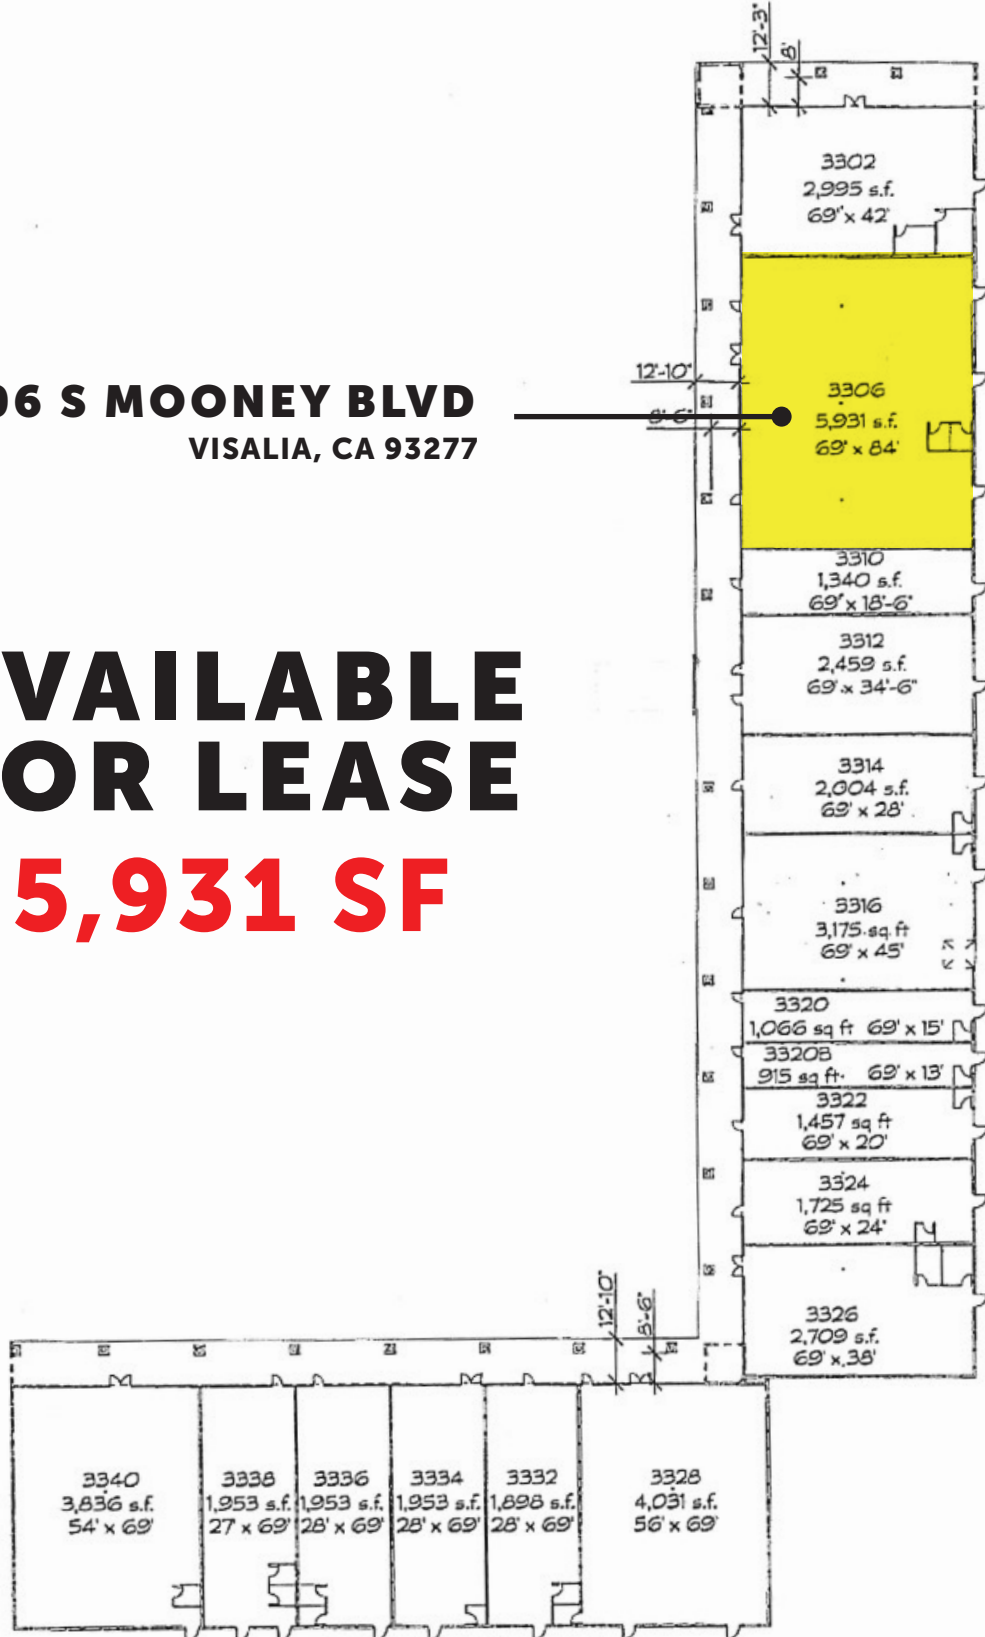 12'-3"
8'
3302
2,995 s.f.
69' x 42'
06 S MOONEY BLVD
VISALIA, CA 93277
12'-10"
8'-6"
3306
5,931 s.f.
69' x 84'
3310
1,340 s.f.
69' x 18'-6"
VAILABLE
OR LEASE
5,931 SF
3312
2,459 s.f.
69' x 34'-6"
3314
2,004 s.f.
69' x 28'
3316
3,175 sq ft
69' x 45'
3320
1,066 sq ft 69' x 15'
3320B
915 sq ft 69' x 13'
3322
1,457 sq ft
69' x 20'
3324
1,725 sq ft
69' x 24'
3326
2,709 s.f.
69' x 38'
12'-10"
8'-6"
3340
3,836 s.f.
54' x 69'
3338
1,953 s.f.
27' x 69'
3336
1,953 s.f.
28' x 69'
3334
1,953 s.f.
28' x 69'
3332
1,898 s.f.
28' x 69'
3328
4,031 s.f.
56' x 69'